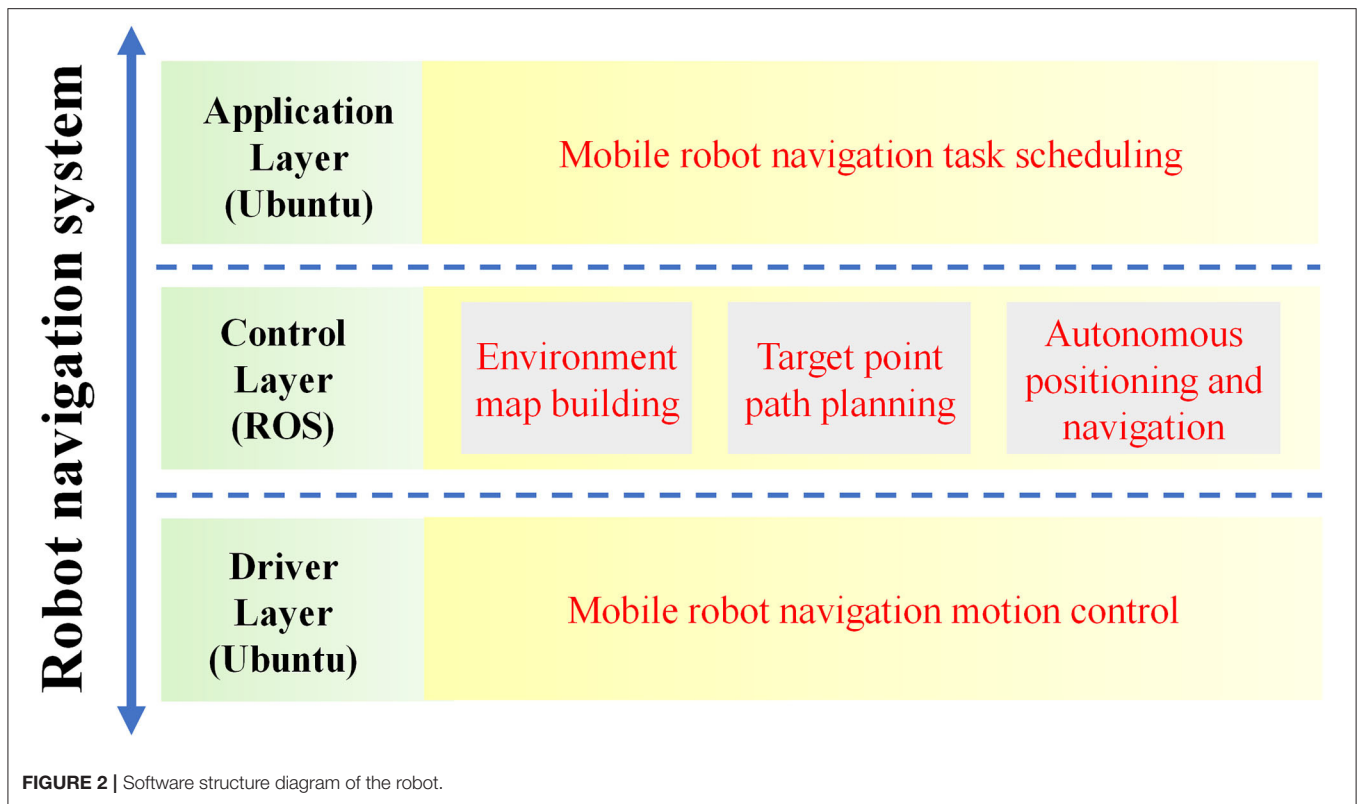 Robot navigation system
Application
Layer
(Ubuntu)
Mobile robot navigation task scheduling
Control
Layer
(ROS)
Environment
map building
Target point
path planning
Autonomous
positioning and
navigation
Driver
Layer
(Ubuntu)
Mobile robot navigation motion control
FIGURE 2 | Software structure diagram of the robot.